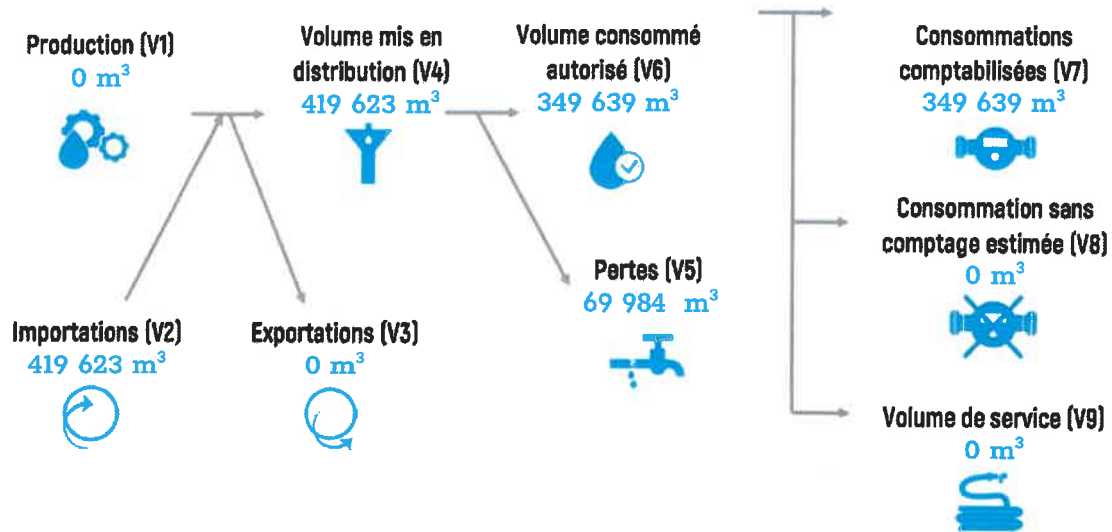 Production (V1)
0 m³
Volume mis en
distribution (V4)
419 623 m³
Volume consommé
autorisé (V6)
349 639 m³
Consommations
comptabilisées (V7)
349 639 m³
Consommation sans
comptage estimée (V8)
0 m³
Pertes (V5)
69 984 m³
Importations (V2)
419 623 m³
Exportations (V3)
0 m³
Volume de service (V9)
0 m³